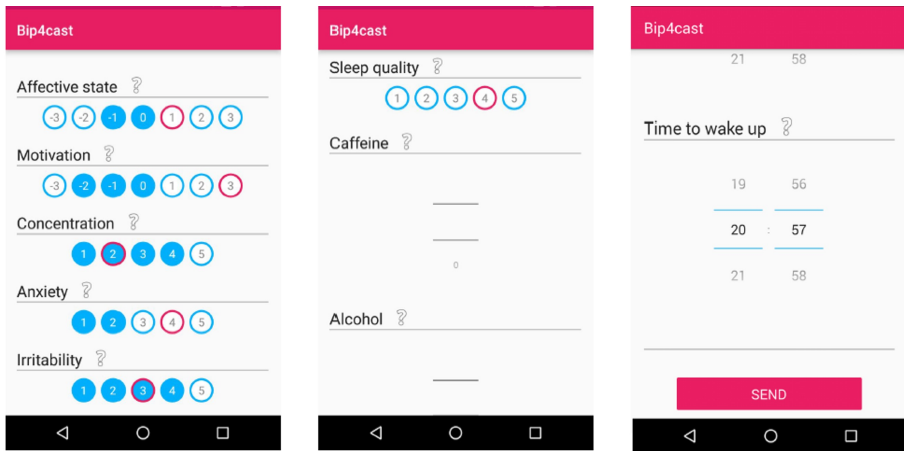 Bip4cast
Affective state ?
-3 -2 -1 0 1 2 3
Motivation ?
-3 -2 -1 0 1 2 3
Concentration ?
1 2 3 4 5
Anxiety ?
1 2 3 4 5
Irritability ?
1 2 3 4 5
Bip4cast
Sleep quality ?
1 2 3 4 5
Caffeine ?
0
Alcohol ?
Bip4cast
21 58
Time to wake up ?
19 56
20 : 57
21 58
SEND